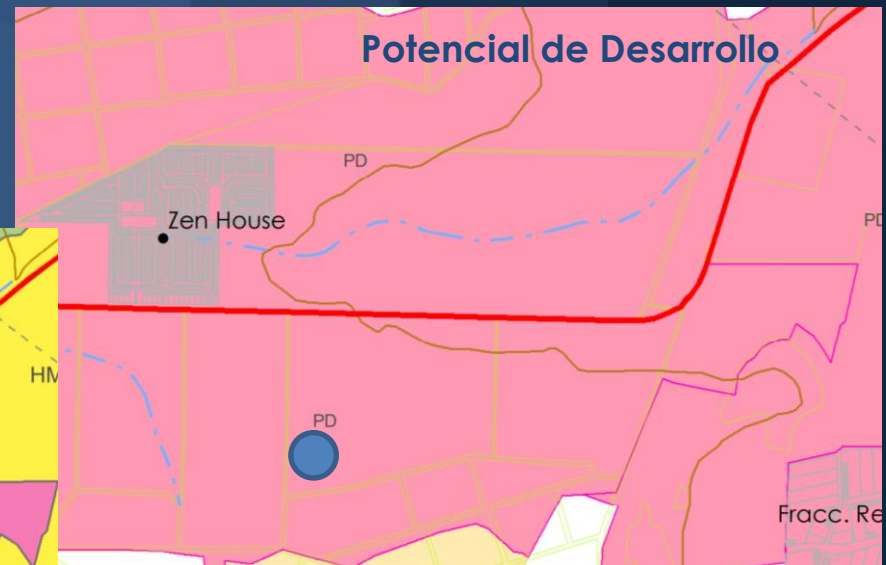 Potencial de Desarrollo
PD
Zen House
PD
HM
PD
Fracc. Re